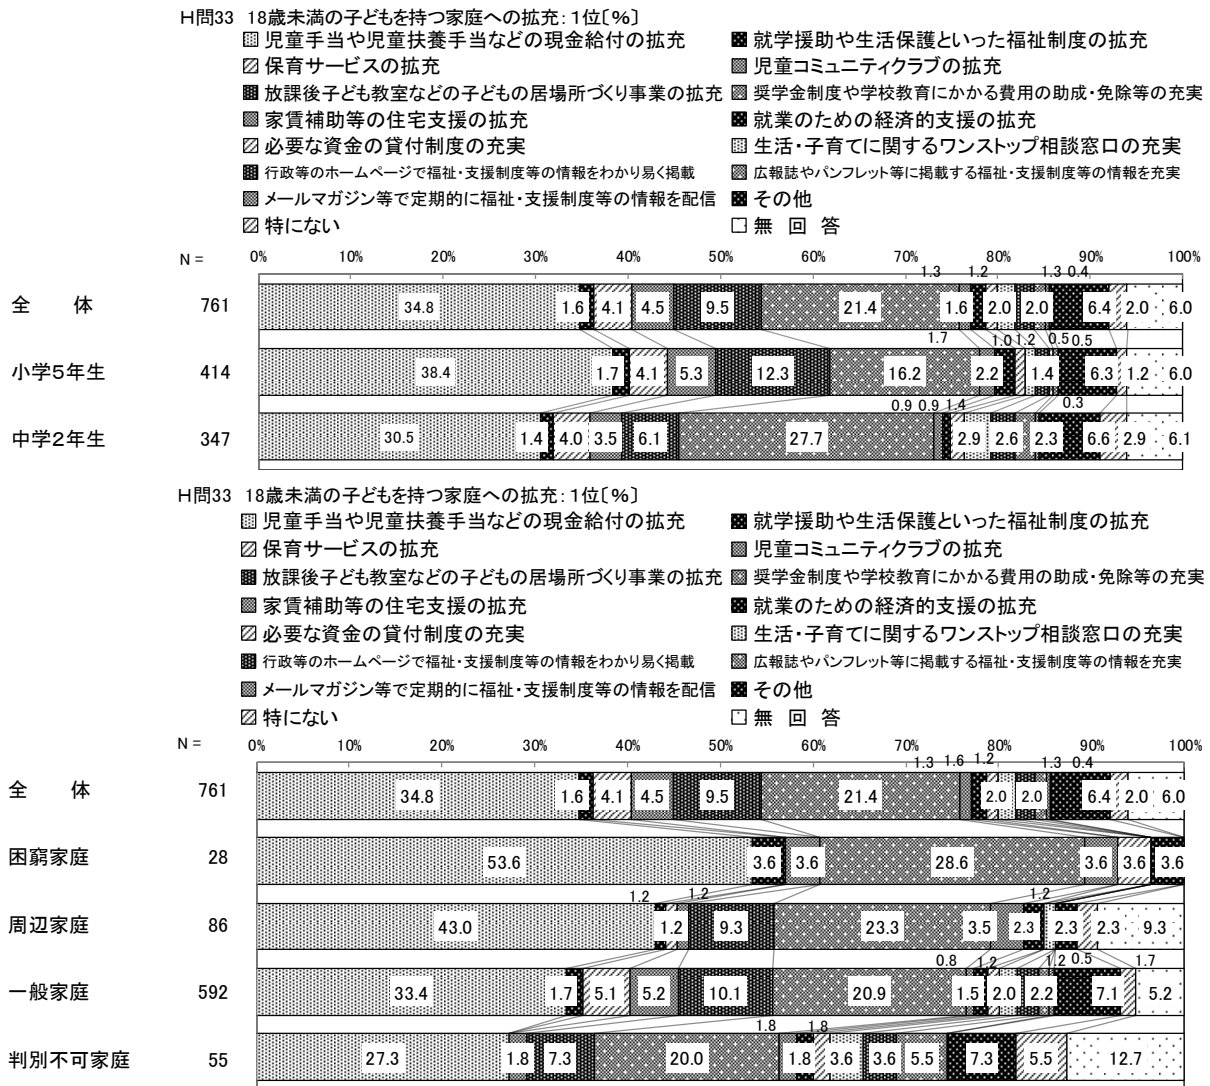 H問33 18歳未満の子どもを持つ家庭への拡充：1位〔％〕
児童手当や児童扶養手当などの現金給付の拡充 就学援助や生活保護といった福祉制度の拡充
保育サービスの拡充 児童コミュニティクラブの拡充
放課後子ども教室などの子どもの居場所づくり事業の拡充 奨学金制度や学校教育にかかる費用の助成・免除等の充実
家賃補助等の住宅支援の拡充 就業のための経済的支援の拡充
必要な資金の貸付制度の充実 生活・子育てに関するワンストップ相談窓口の充実
行政等のホームページで福祉・支援制度等の情報をわかり易く掲載 広報誌やパンフレット等に掲載する福祉・支援制度等の情報を充実
メールマガジン等で定期的に福祉・支援制度等の情報を配信 その他
特にない 無 回 答
N = 0% 10% 20% 30% 40% 50% 60% 70% 80% 90% 100%
1.3 1.2 1.3 0.4
全 体 761 34.8 1.6 4.1 4.5 9.5 21.4 1.6 2.0 2.0 6.4 2.0 6.0
1.7 1.0 1.2 0.5 0.5
小学5年生 414 38.4 1.7 4.1 5.3 12.3 16.2 2.2 1.4 6.3 1.2 6.0
0.9 0.9 1.4 0.3
中学2年生 347 30.5 1.4 4.0 3.5 6.1 27.7 2.9 2.6 2.3 6.6 2.9 6.1
H問33 18歳未満の子どもを持つ家庭への拡充：1位〔％〕
児童手当や児童扶養手当などの現金給付の拡充 就学援助や生活保護といった福祉制度の拡充
保育サービスの拡充 児童コミュニティクラブの拡充
放課後子ども教室などの子どもの居場所づくり事業の拡充 奨学金制度や学校教育にかかる費用の助成・免除等の充実
家賃補助等の住宅支援の拡充 就業のための経済的支援の拡充
必要な資金の貸付制度の充実 生活・子育てに関するワンストップ相談窓口の充実
行政等のホームページで福祉・支援制度等の情報をわかり易く掲載 広報誌やパンフレット等に掲載する福祉・支援制度等の情報を充実
メールマガジン等で定期的に福祉・支援制度等の情報を配信 その他
特にない 無 回 答
N = 0% 10% 20% 30% 40% 50% 60% 70% 80% 90% 100%
1.3 1.6 1.2 1.3 0.4
全 体 761 34.8 1.6 4.1 4.5 9.5 21.4 2.0 2.0 6.4 2.0 6.0
困窮家庭 28 53.6 3.6 3.6 28.6 3.6 3.6 3.6
1.2 1.2 1.2
周辺家庭 86 43.0 1.2 9.3 23.3 3.5 2.3 2.3 2.3 9.3
0.8 1.2 1.2 0.5 1.7
一般家庭 592 33.4 1.7 5.1 5.2 10.1 20.9 1.5 2.0 2.2 7.1 5.2
1.8 1.8
判別不可家庭 55 27.3 1.8 7.3 20.0 1.8 3.6 3.6 5.5 7.3 5.5 12.7